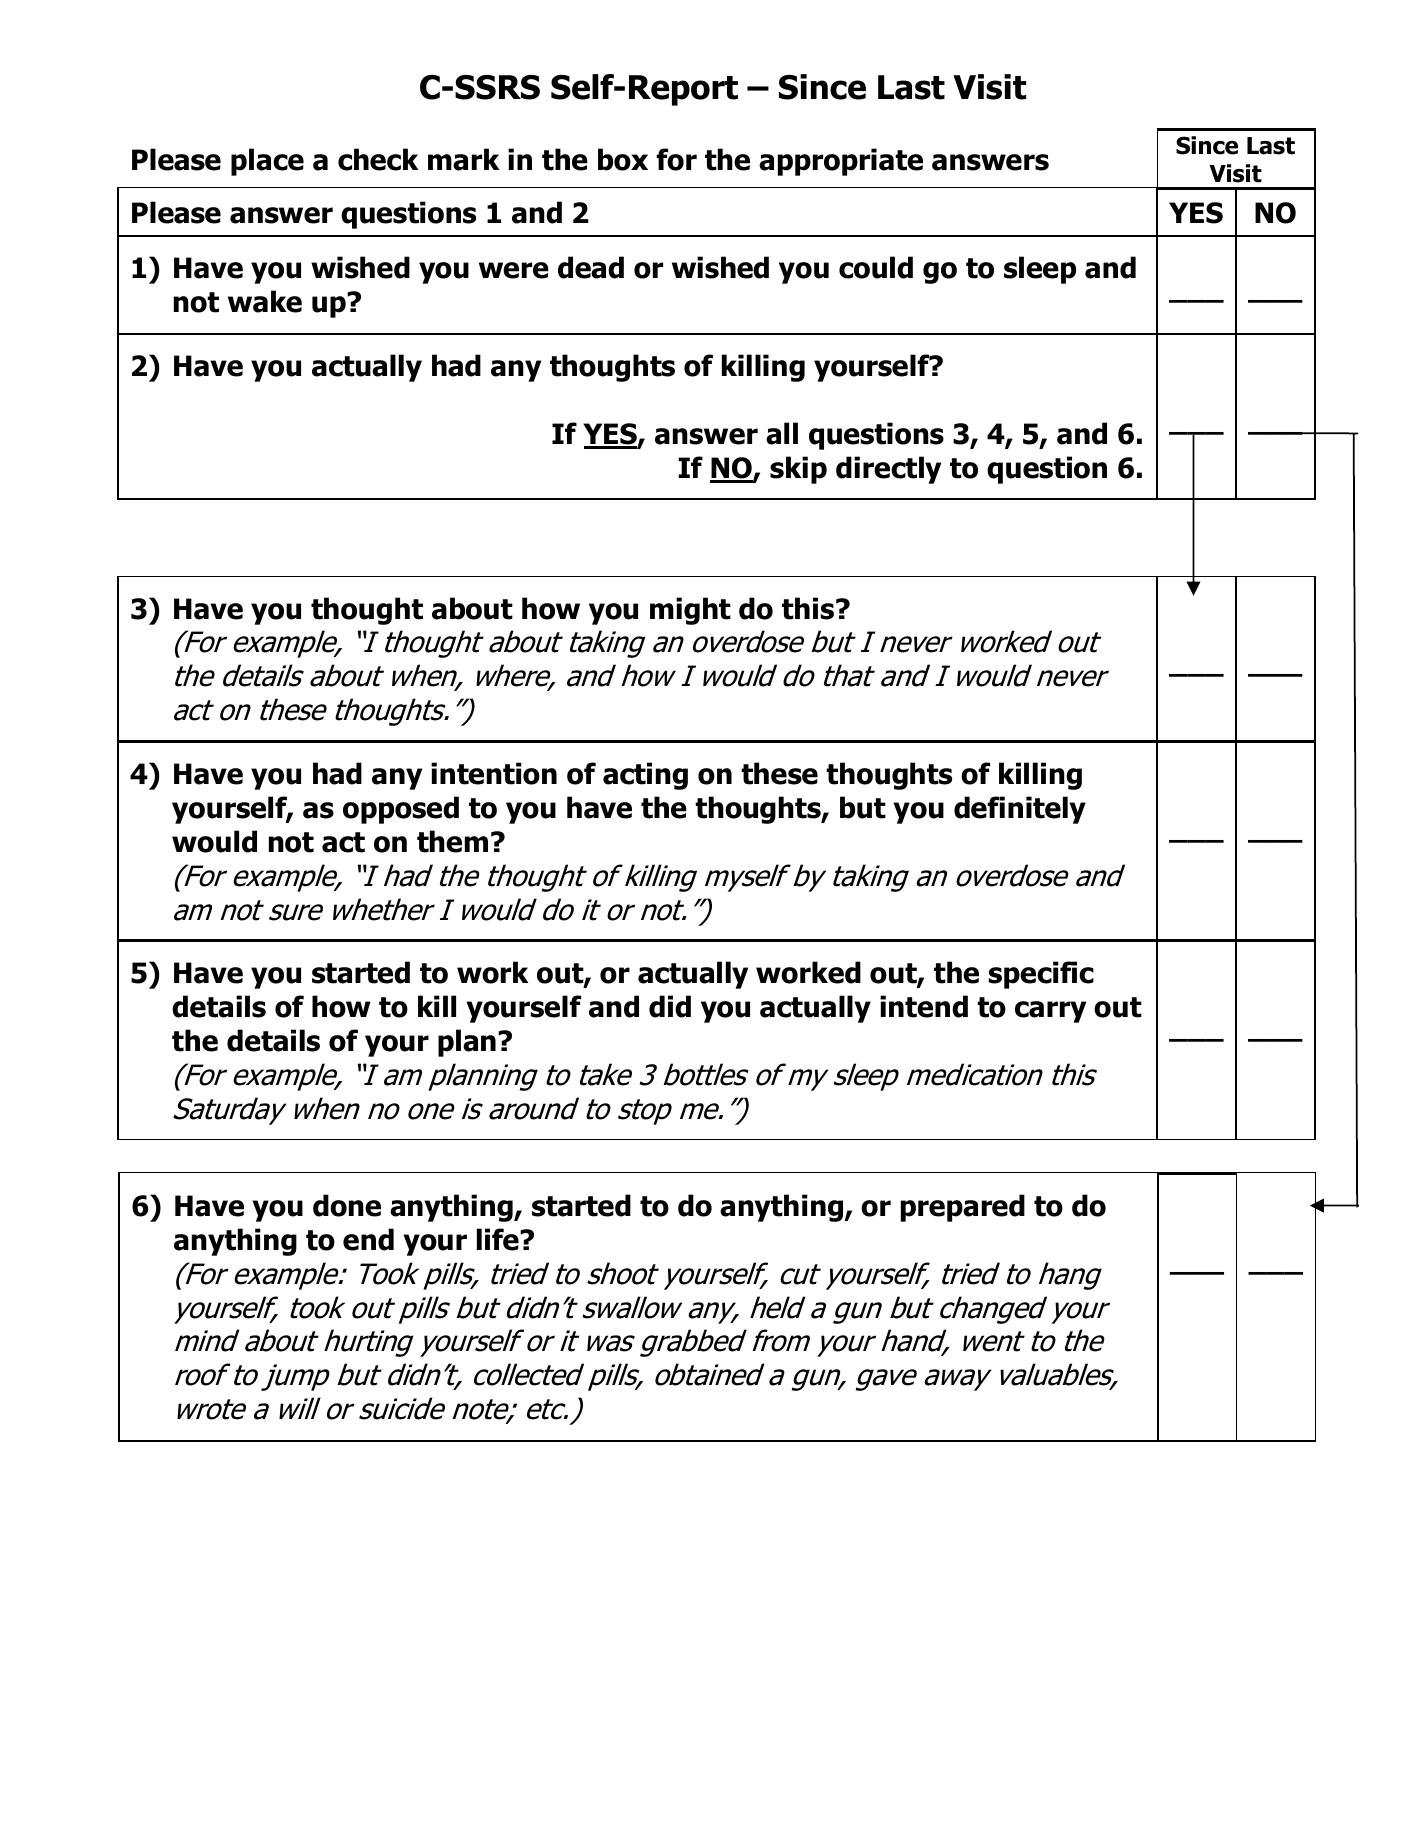 C-SSRS Self-Report – Since Last Visit
Please place a check mark in the box for the appropriate answers
Since Last
Visit
Please answer questions 1 and 2
YES
NO
1) Have you wished you were dead or wished you could go to sleep and
not wake up?
___ ___
2) Have you actually had any thoughts of killing yourself?
If YES, answer all questions 3, 4, 5, and 6.
___ ___
If NO, skip directly to question 6.
3) Have you thought about how you might do this?
(For example, “I thought about taking an overdose but I never worked out
the details about when, where, and how I would do that and I would never
___ ___
act on these thoughts.”)
4) Have you had any intention of acting on these thoughts of killing
yourself, as opposed to you have the thoughts, but you definitely
would not act on them?
___ ___
(For example, “I had the thought of killing myself by taking an overdose and
am not sure whether I would do it or not.”)
5) Have you started to work out, or actually worked out, the specific
details of how to kill yourself and did you actually intend to carry out
the details of your plan?
___ ___
(For example, “I am planning to take 3 bottles of my sleep medication this
Saturday when no one is around to stop me.”)
6) Have you done anything, started to do anything, or prepared to do
anything to end your life?
(For example: Took pills, tried to shoot yourself, cut yourself, tried to hang
___ ___
yourself, took out pills but didn’t swallow any, held a gun but changed your
mind about hurting yourself or it was grabbed from your hand, went to the
roof to jump but didn’t, collected pills, obtained a gun, gave away valuables,
wrote a will or suicide note; etc.)